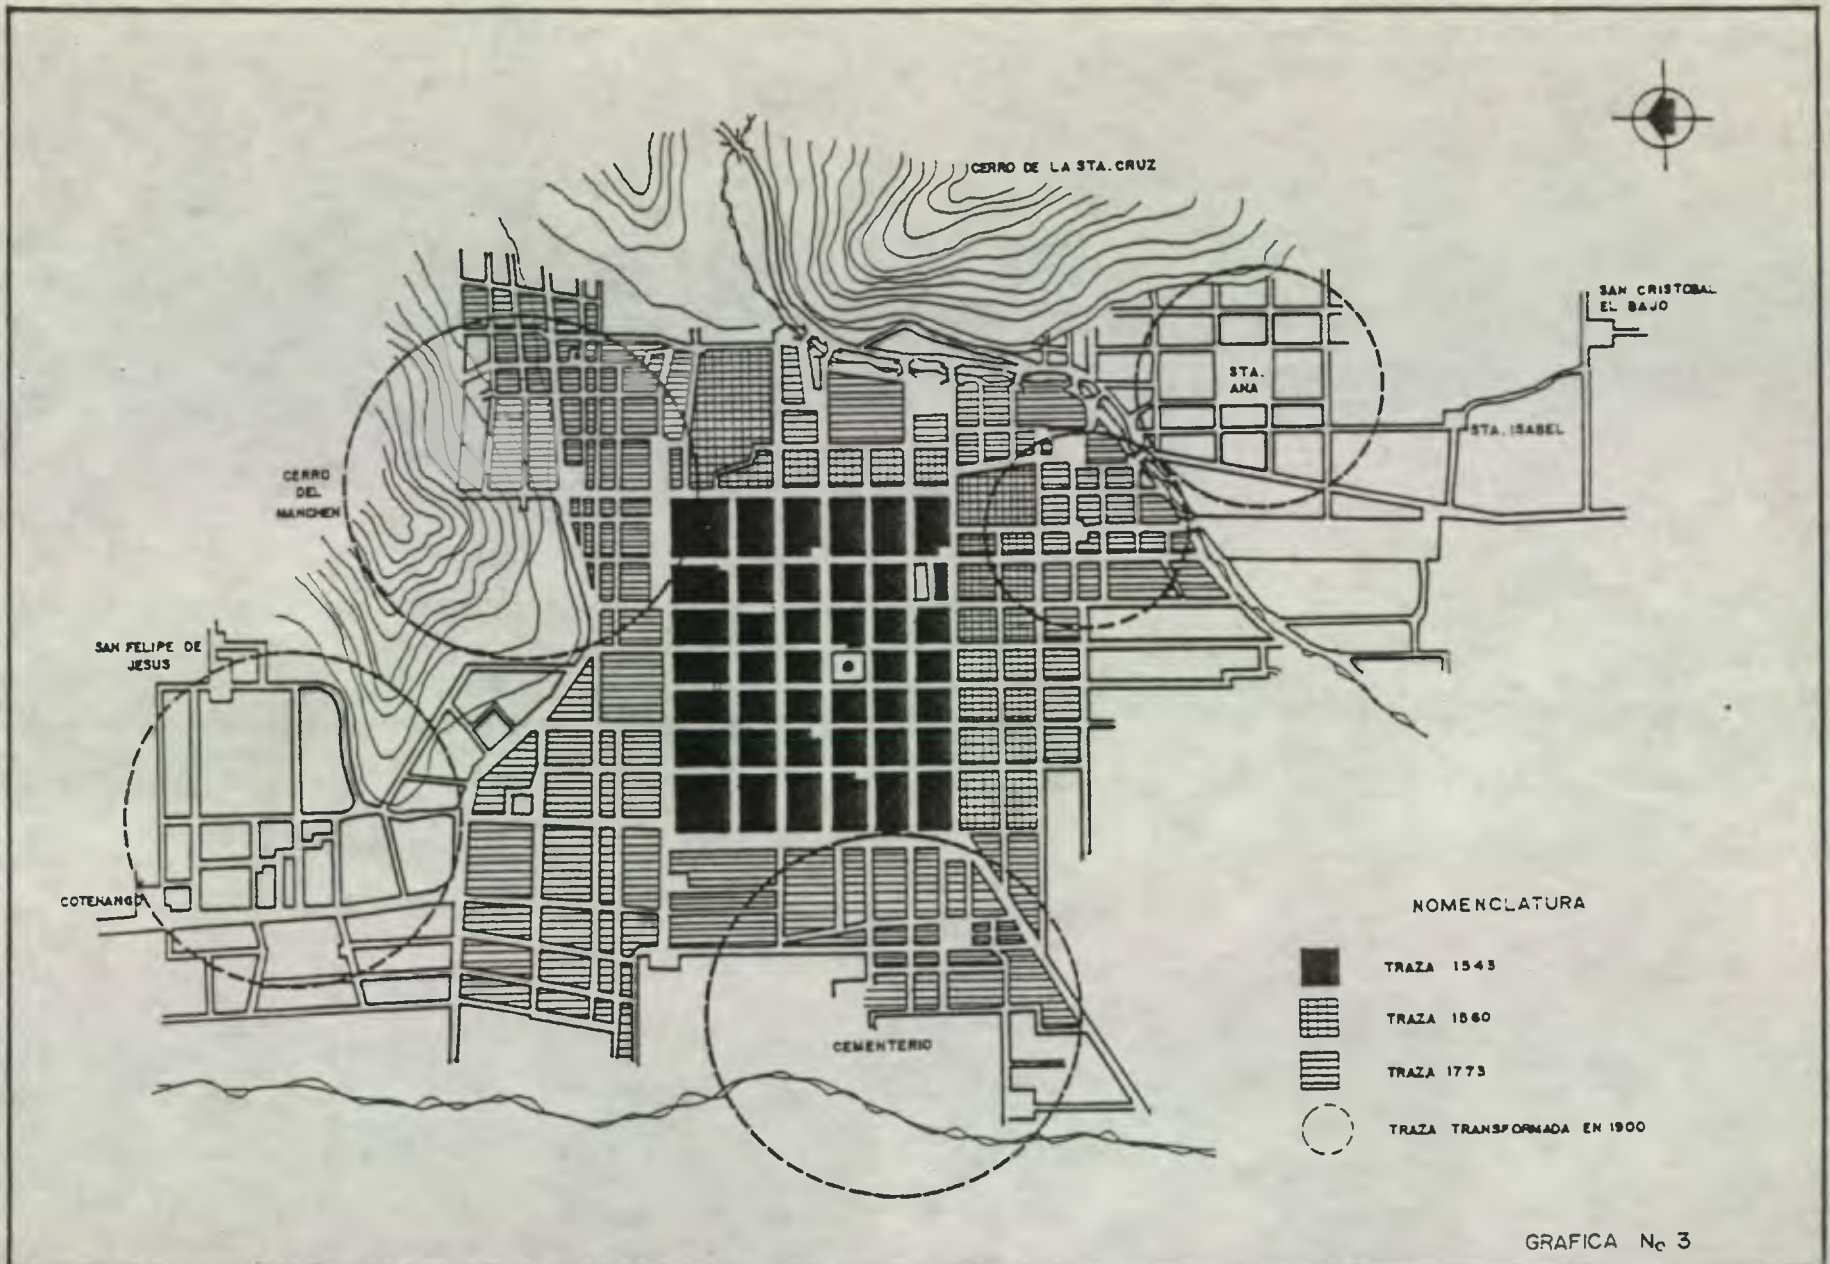 CERRO DE LA STA. CRUZ
SAN CRISTOBAL
EL BAJO
STA.
ANA
STA. ISABEL
CERRO
DEL
MANCHEN
SAN FELIPE DE
JESUS
COTENANGO
CEMENTERIO
NOMENCLATURA
TRAZA 1543
TRAZA 1560
TRAZA 1773
TRAZA TRANSFORMADA EN 1900
GRAFICA No 3